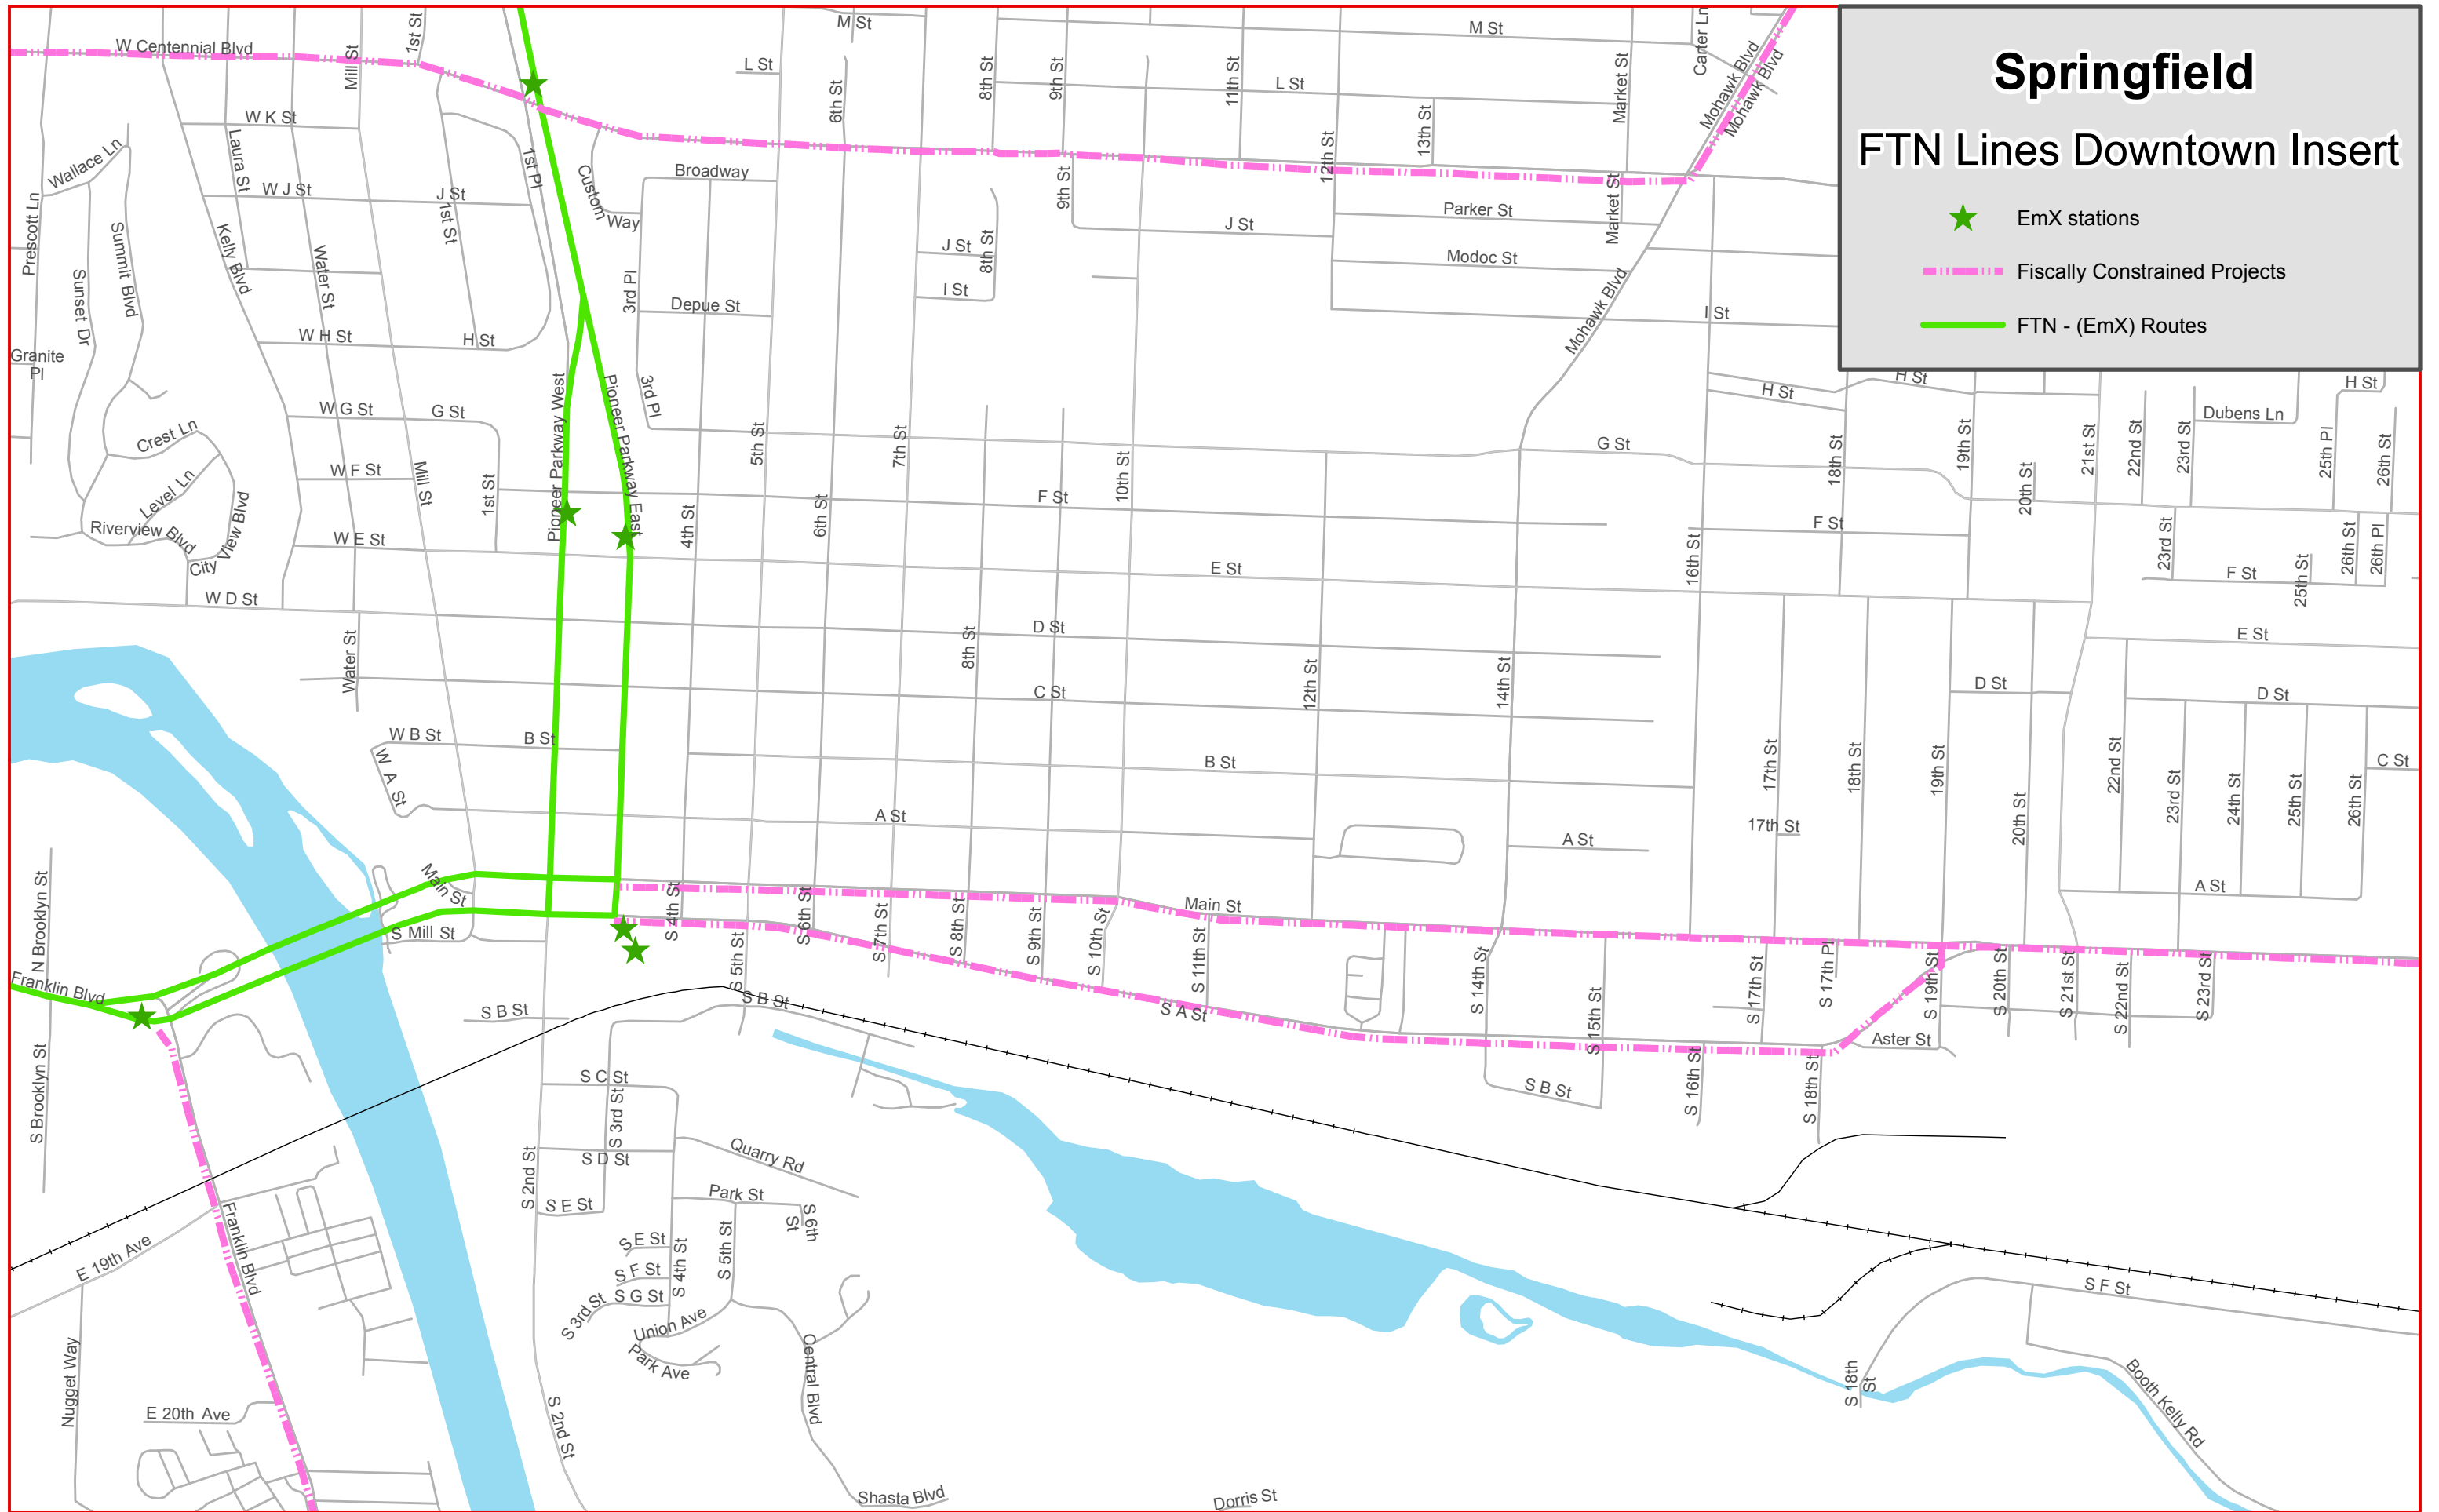 Springfield
FTN Lines Downtown Insert
EmX stations
Fiscally Constrained Projects
FTN - (EmX) Routes
W Centennial Blvd
Mill St
1st St
M St
M St
Carter Ln
Mohawk Blvd
Mohawk Blvd
L St
6th St
8th St
9th St
11th St
L St
12th St
13th St
Market St
W K St
Wallace Ln
Laura St
W J St
J St
1st St
1st Pl
Custom
Way
Broadway
9th St
Parker St
Market St
J St
J St
8th St
Modoc St
Prescott Ln
Sunset Dr
Summit Blvd
Kelly Blvd
Water St
3rd Pl
I St
Depue St
I St
Mohawk Blvd
W H St
H St
Granite
Pl
Pioneer Parkway West
Pioneer Parkway East
3rd Pl
H St
H St
H St
Dubens Ln
W G St
G St
Crest Ln
5th St
7th St
10th St
G St
18th St
19th St
21st St
22nd St
23rd St
25th Pl
26th St
W F St
Mill St
1st St
Level Ln
Riverview Blvd
City
View Blvd
W E St
4th St
6th St
F St
20th St
F St
16th St
23rd St
26th St
26th Pl
25th St
F St
E St
W D St
D St
E St
Water St
8th St
12th St
14th St
C St
D St
D St
W B St
B St
W A St
B St
17th St
18th St
19th St
20th St
22nd St
23rd St
24th St
25th St
26th St
C St
A St
17th St
A St
A St
Main St
N Brooklyn St
S Mill St
S 4th St
S 5th St
S 6th St
S 7th St
S 8th St
S 9th St
S 10th St
S 11th St
Main St
S 14th St
S 15th St
S 17th St
S 17th Pl
S 19th St
S 20th St
S 21st St
S 22nd St
S 23rd St
Franklin Blvd
S B St
S B St
S A St
Aster St
S Brooklyn St
S C St
S 3rd St
S B St
S 16th St
S 18th St
S D St
Quarry Rd
S 2nd St
S E St
Park St
S 6th
St
E 19th Ave
Franklin Blvd
S E St
S F St
S G St
S 3rd St
S 4th St
S 5th St
Union Ave
Park Ave
Central Blvd
S F St
Nugget Way
S 18th
St
Booth Kelly Rd
E 20th Ave
S 2nd St
Shasta Blvd
Dorris St